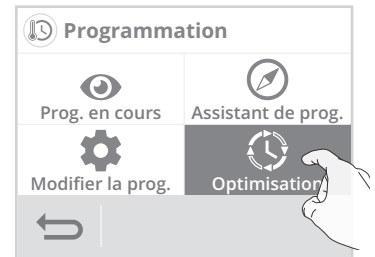 Programmation
Prog. en cours
Assistant de prog.
Modifier la prog.
Optimisation